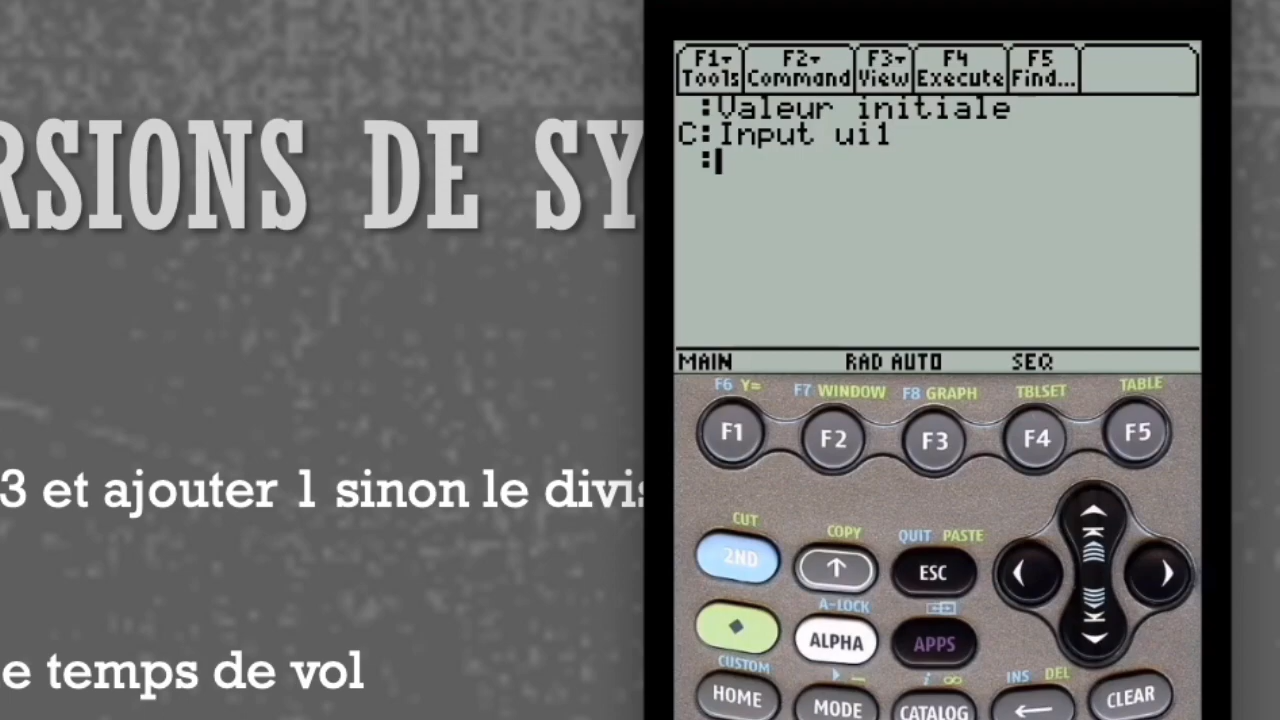 RSIONS DE SY
3 et ajouter 1 sinon le divis
e temps de vol
F1 F2 F3 F4 F5
Tools Command View Execute Find...
:Valeur initiale
C:Input ui1
:
MAIN RAD AUTO SEQ
F6 Y= F7 WINDOW F8 GRAPH TBLSET TABLE
F1 F2 F3 F4 F5
CUT COPY QUIT PASTE
2ND ↑ ESC
A-LOCK
◆ ALPHA APPS
CUSTOM i ∞ INS DEL
HOME MODE CATALOG ← CLEAR